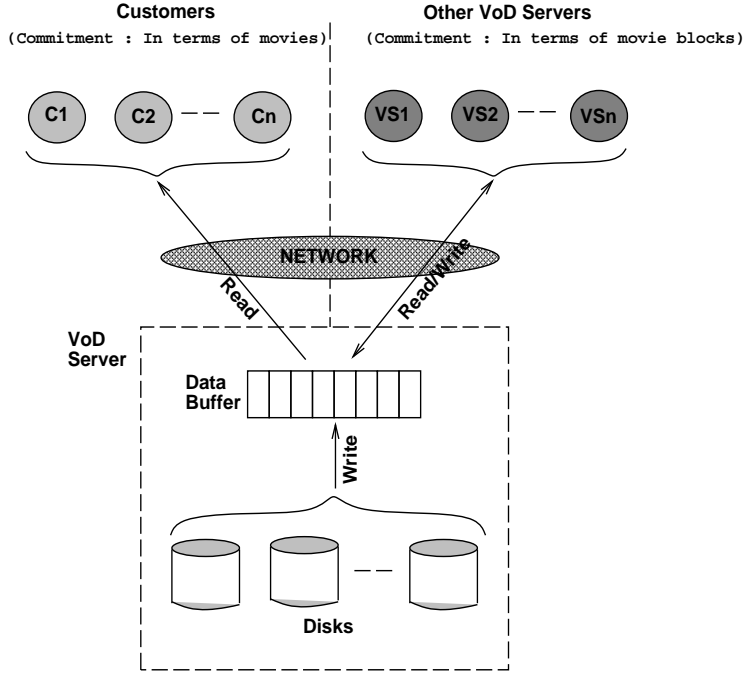 Customers
Other VoD Servers
(Commitment : In terms of movies)
(Commitment : In terms of movie blocks)
C1
C2
Cn
VS1
VS2
VSn
NETWORK
Read
Read/Write
VoD
Server
Data
Buffer
Write
Disks